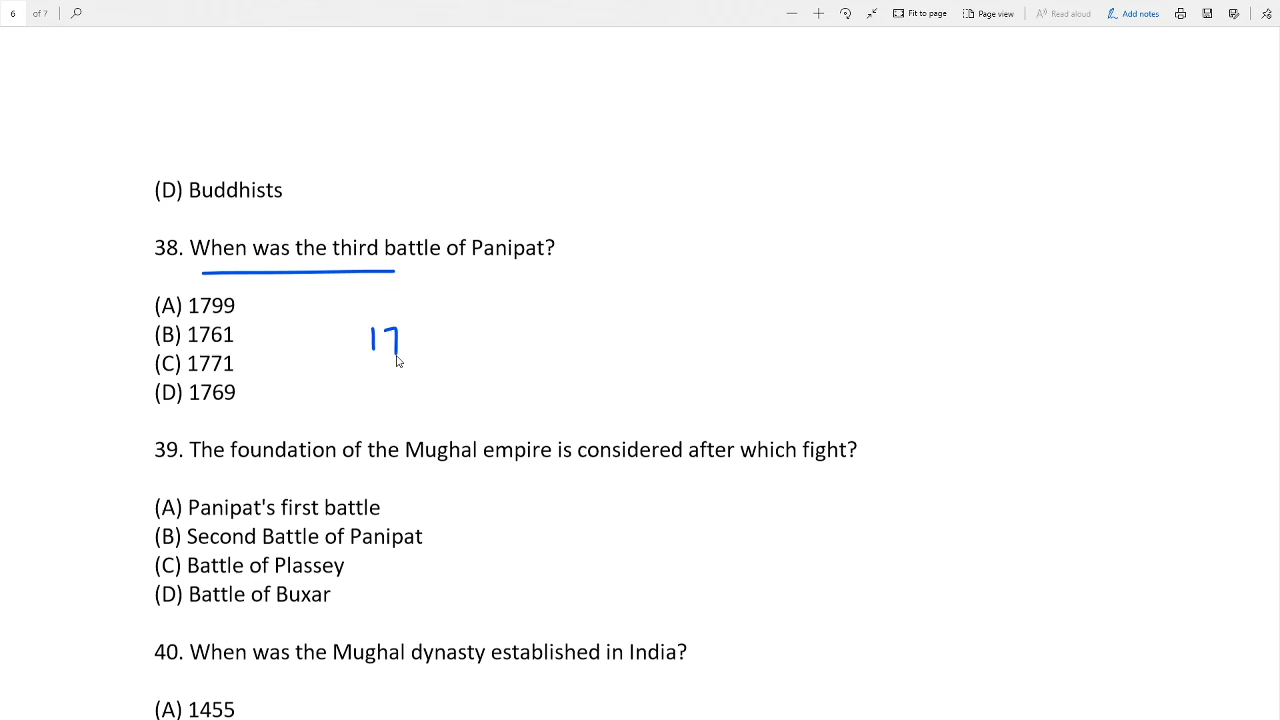 6 of 7 Fit to page Page view Read aloud Add notes
(D) Buddhists
38. When was the third battle of Panipat?
(A) 1799
(B) 1761
17
(C) 1771
(D) 1769
39. The foundation of the Mughal empire is considered after which fight?
(A) Panipat's first battle
(B) Second Battle of Panipat
(C) Battle of Plassey
(D) Battle of Buxar
40. When was the Mughal dynasty established in India?
(A) 1455